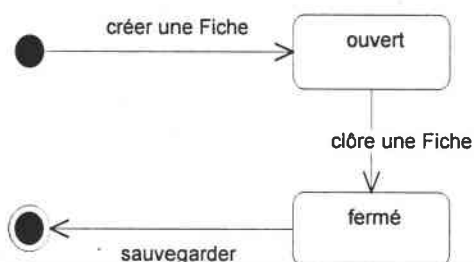 créer une Fiche
ouvert
clôre une Fiche
fermé
sauvegarder